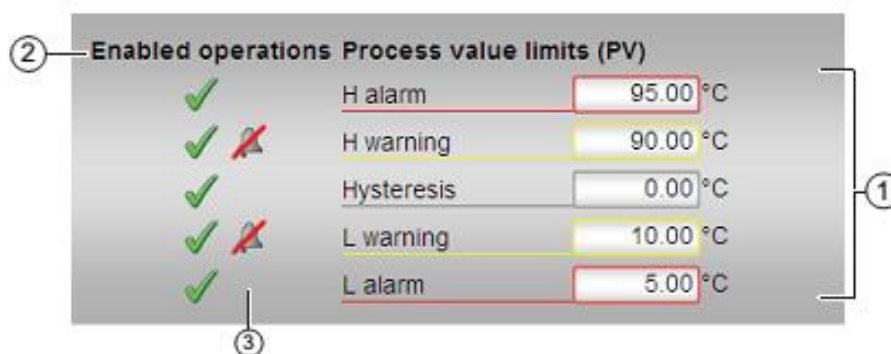 ② Enabled operations Process value limits (PV)
H alarm 95.00 °C
H warning 90.00 °C
Hysteresis 0.00 °C
①
L warning 10.00 °C
L alarm 5.00 °C
③